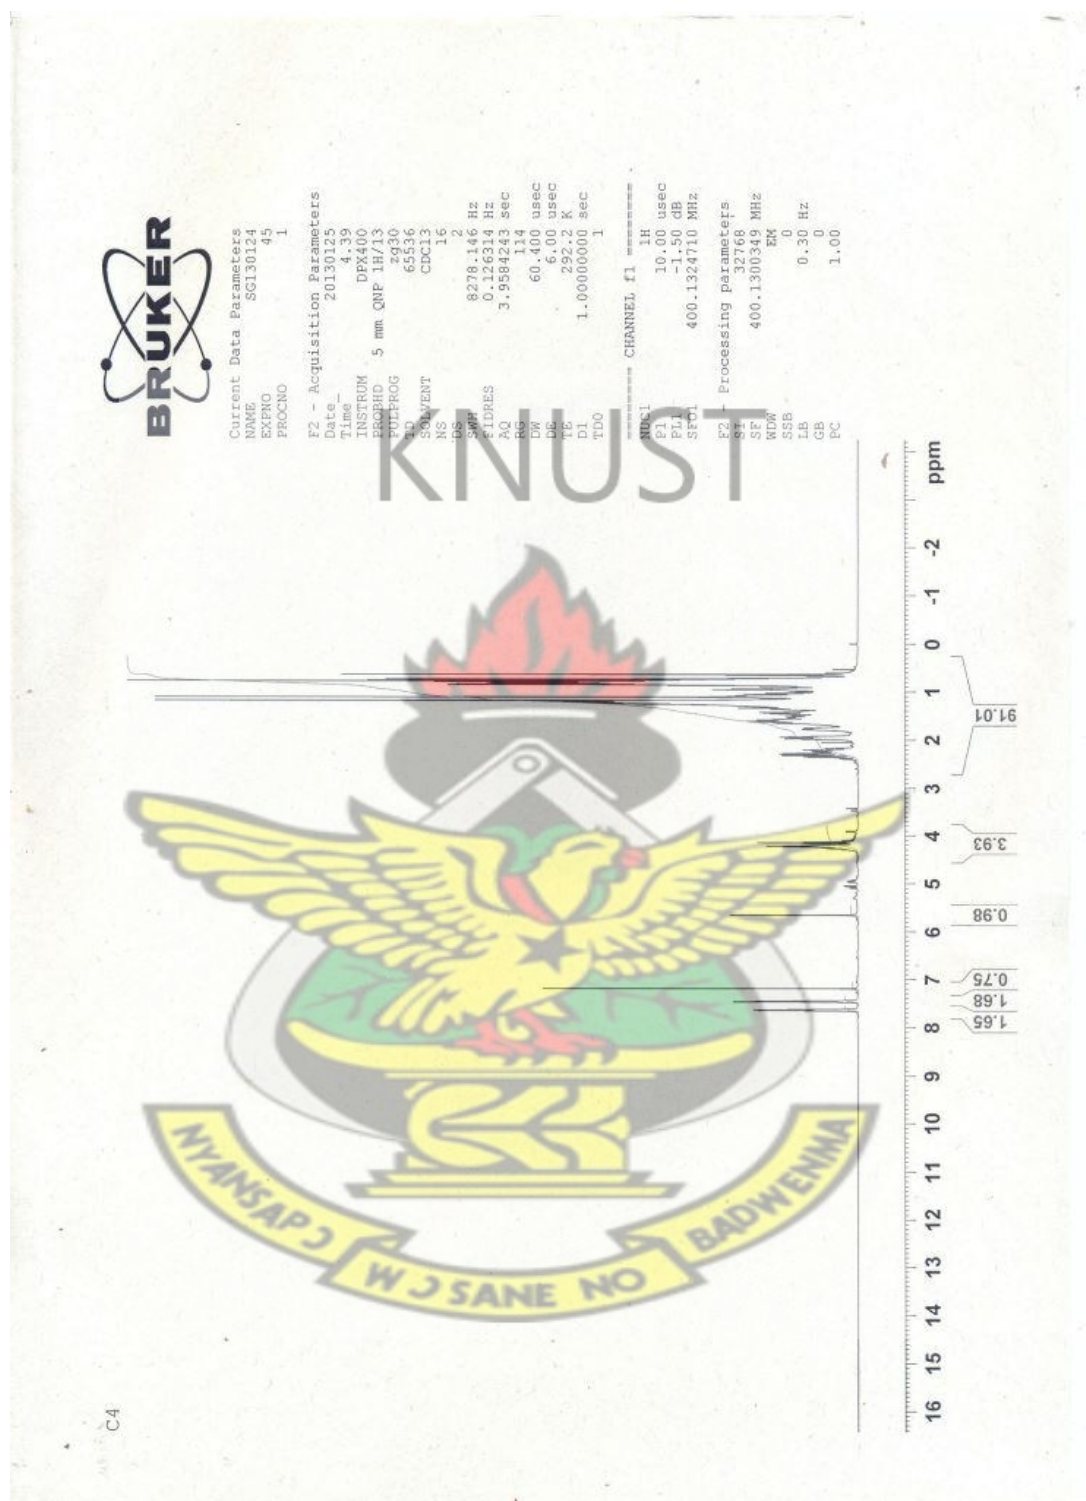 C4
BRUKER
Current Data Parameters
NAME SG130124
EXPNO 45
PROCNO 1
F2 - Acquisition Parameters
Date_ 20130125
Time 4.39
INSTRUM DPX400
PROBHD 5 mm QNP 1H/13
PULPROG zg30
TD 65536
SOLVENT CDCl3
NS 16
DS 2
SWH 8278.146 Hz
FIDRES 0.126314 Hz
AQ 3.9584243 sec
RG 114
DW 60.400 usec
DE 6.00 usec
TE 292.2 K
D1 1.00000000 sec
TD0 1
======== CHANNEL f1 ========
NUC1 1H
P1 10.00 usec
PL1 -1.50 dB
SFO1 400.1324710 MHz
F2 - Processing parameters
SI 32768
SF 400.1300349 MHz
WDW EM
SSB 0
LB 0.30 Hz
GB 0
PC 1.00
KNUST
NYANSAPƆ
WƆSANE NO
BADWENMA
16 15 14 13 12 11 10 9 8 7 6 5 4 3 2 1 0 -1 -2 ppm
1.65
1.68
0.75
0.98
3.93
91.01